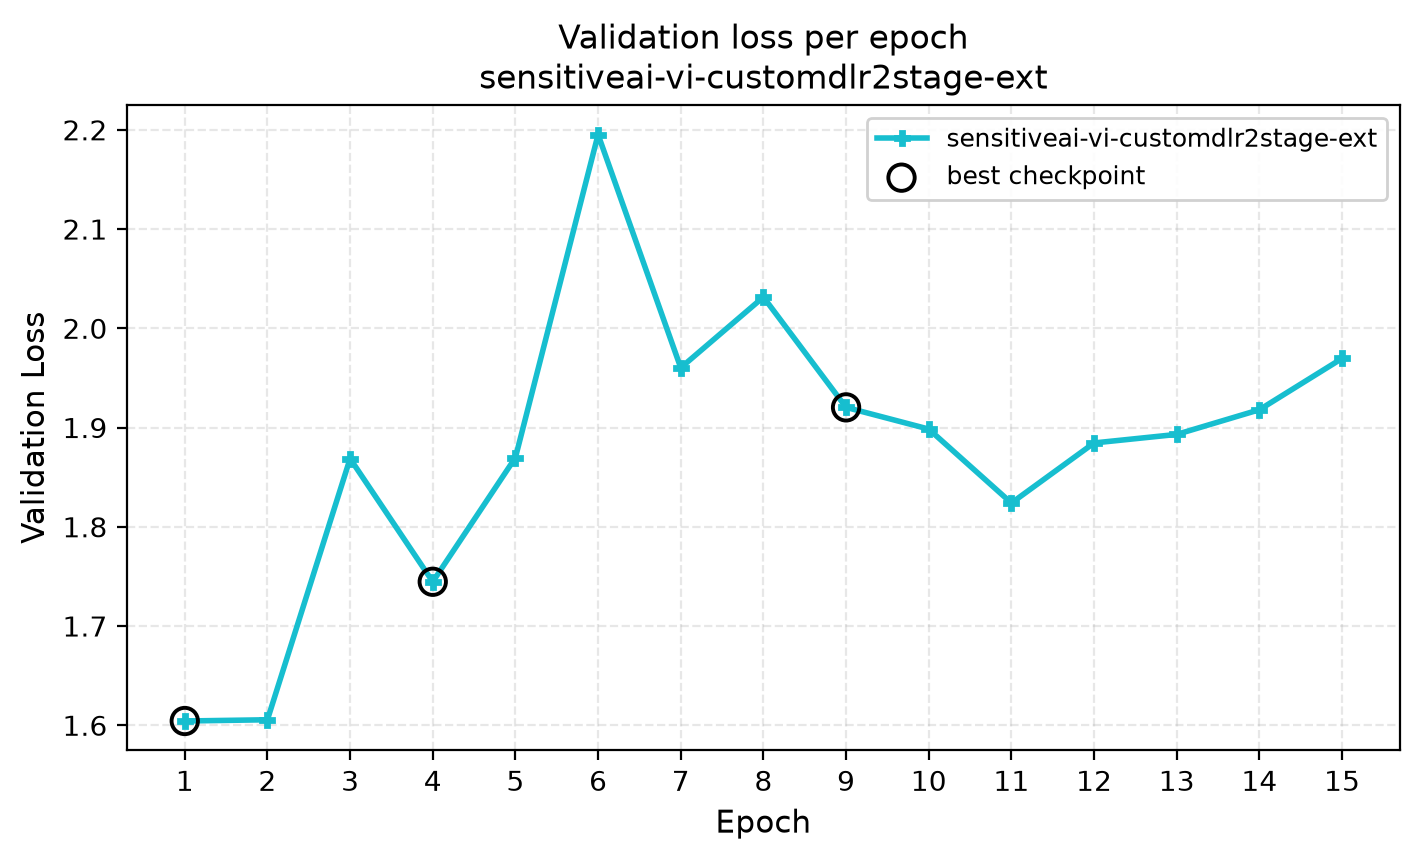 Validation loss per epoch
sensitiveai-vi-customdlr2stage-ext
sensitiveai-vi-customdlr2stage-ext
best checkpoint
Validation Loss
2.2
2.1
2.0
1.9
1.8
1.7
1.6
1 2 3 4 5 6 7 8 9 10 11 12 13 14 15
Epoch